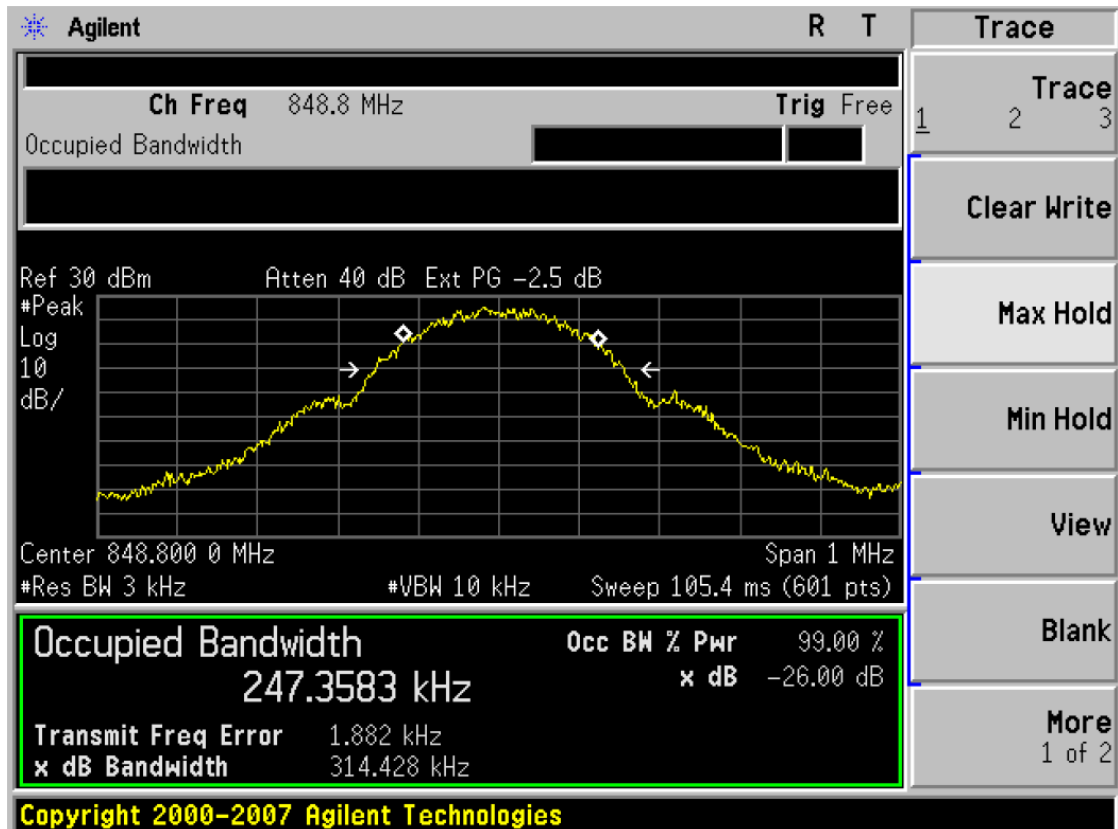 Agilent R T Trace
Ch Freq 848.8 MHz Trig Free
Occupied Bandwidth
Ref 30 dBm Atten 40 dB Ext PG -2.5 dB
#Peak
Log
10
dB/
Center 848.800 0 MHz Span 1 MHz
#Res BW 3 kHz #VBW 10 kHz Sweep 105.4 ms (601 pts)
Occupied Bandwidth Occ BW % Pwr 99.00 %
247.3583 kHz x dB -26.00 dB
Transmit Freq Error 1.882 kHz
x dB Bandwidth 314.428 kHz
Copyright 2000-2007 Agilent Technologies
Trace
1 2 3
Clear Write
Max Hold
Min Hold
View
Blank
More
1 of 2